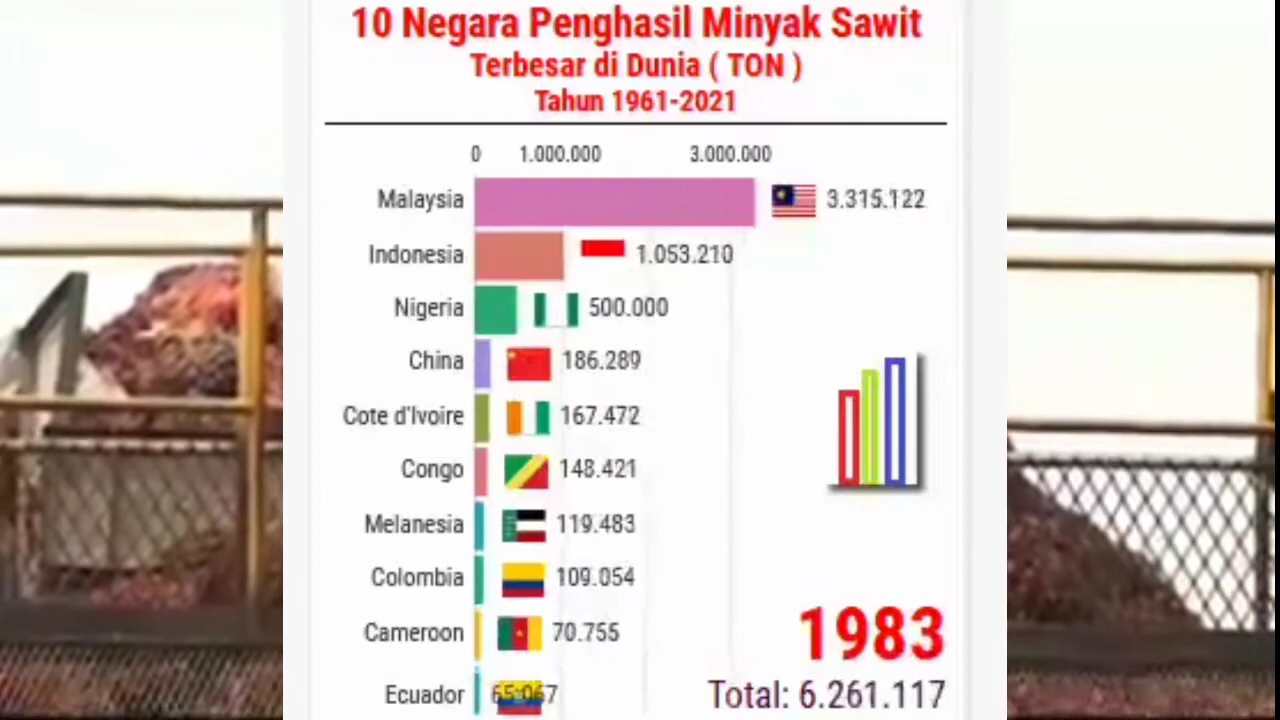 10 Negara Penghasil Minyak Sawit
Terbesar di Dunia ( TON )
Tahun 1961-2021
0 1.000.000 3.000.000
Malaysia 3.315.122
Indonesia 1.053.210
Nigeria 500.000
China 186.289
Cote d'Ivoire 167.472
Congo 148.421
Melanesia 119.483
Colombia 109.054
Cameroon 70.755
Ecuador 65.067
1983
Total: 6.261.117